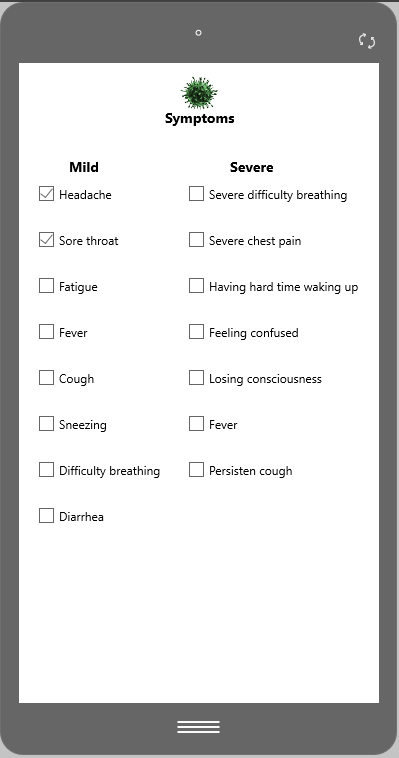 Symptoms
Mild
Headache
Sore throat
Fatigue
Fever
Cough
Sneezing
Difficulty breathing
Diarrhea
Severe
Severe difficulty breathing
Severe chest pain
Having hard time waking up
Feeling confused
Losing consciousness
Fever
Persisten cough